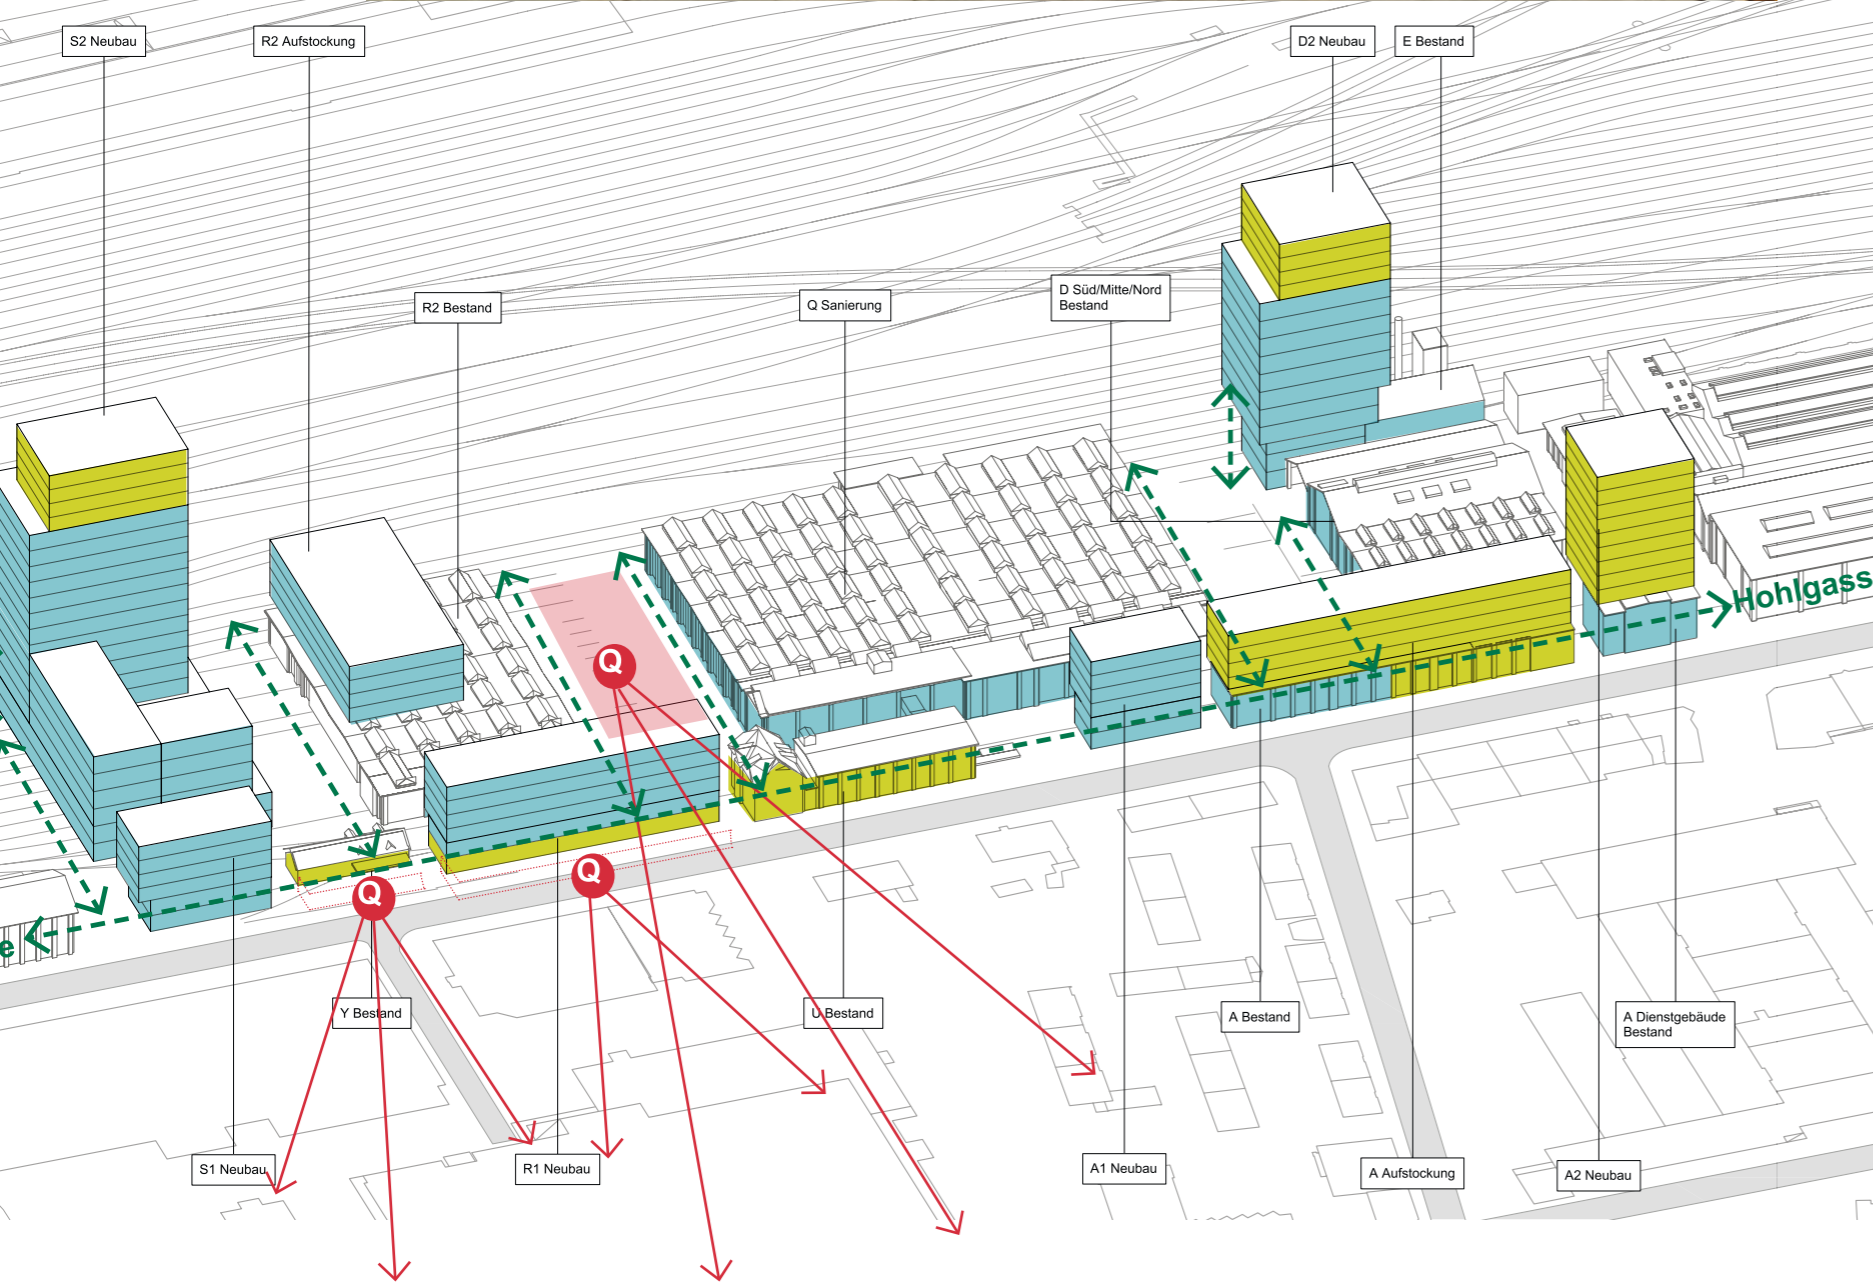 S2 Neubau
R2 Aufstockung
D2 Neubau
E Bestand
R2 Bestand
Q Sanierung
D Süd/Mitte/Nord
Bestand
Hohlgass
Q
Q
Q
e
Y Bestand
U Bestand
A Bestand
A Dienstgebäude
Bestand
S1 Neubau
R1 Neubau
A1 Neubau
A Aufstockung
A2 Neubau